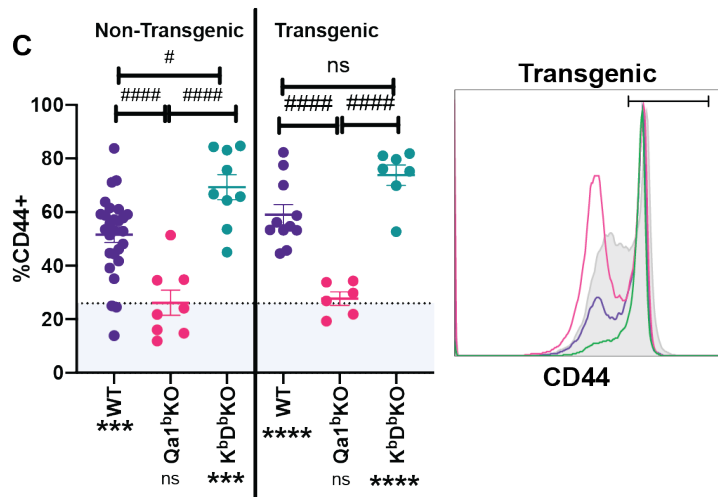 C
Non-Transgenic
Transgenic
#
ns
#### ####
#### ####
%CD44+
100
80
60
40
20
0
WT
Qa1ᵇKO
KᵇDᵇKO
WT
Qa1ᵇKO
KᵇDᵇKO
***
ns
***
****
ns
****
Transgenic
CD44